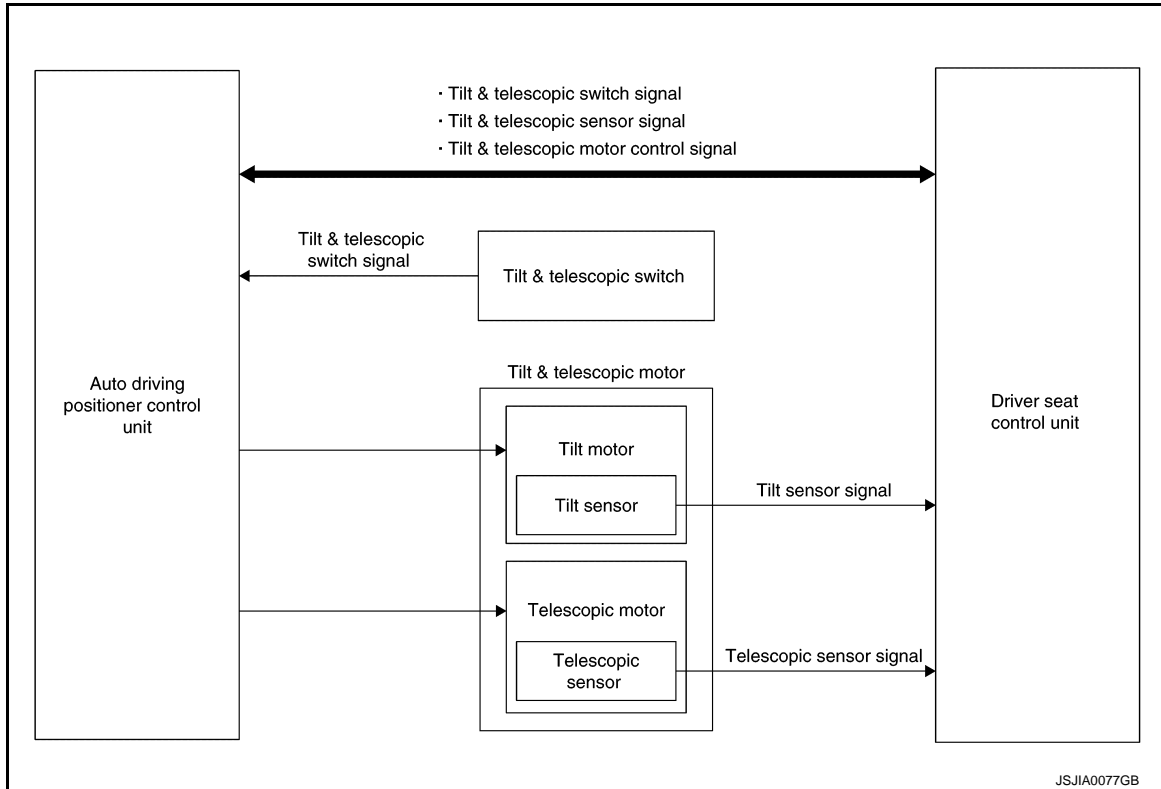 · Tilt & telescopic switch signal
· Tilt & telescopic sensor signal
· Tilt & telescopic motor control signal
Tilt & telescopic
switch signal
Tilt & telescopic switch
Auto driving
positioner control
unit
Tilt & telescopic motor
Driver seat
control unit
Tilt motor
Tilt sensor
Tilt sensor signal
Telescopic motor
Telescopic
sensor
Telescopic sensor signal
JSJIA0077GB